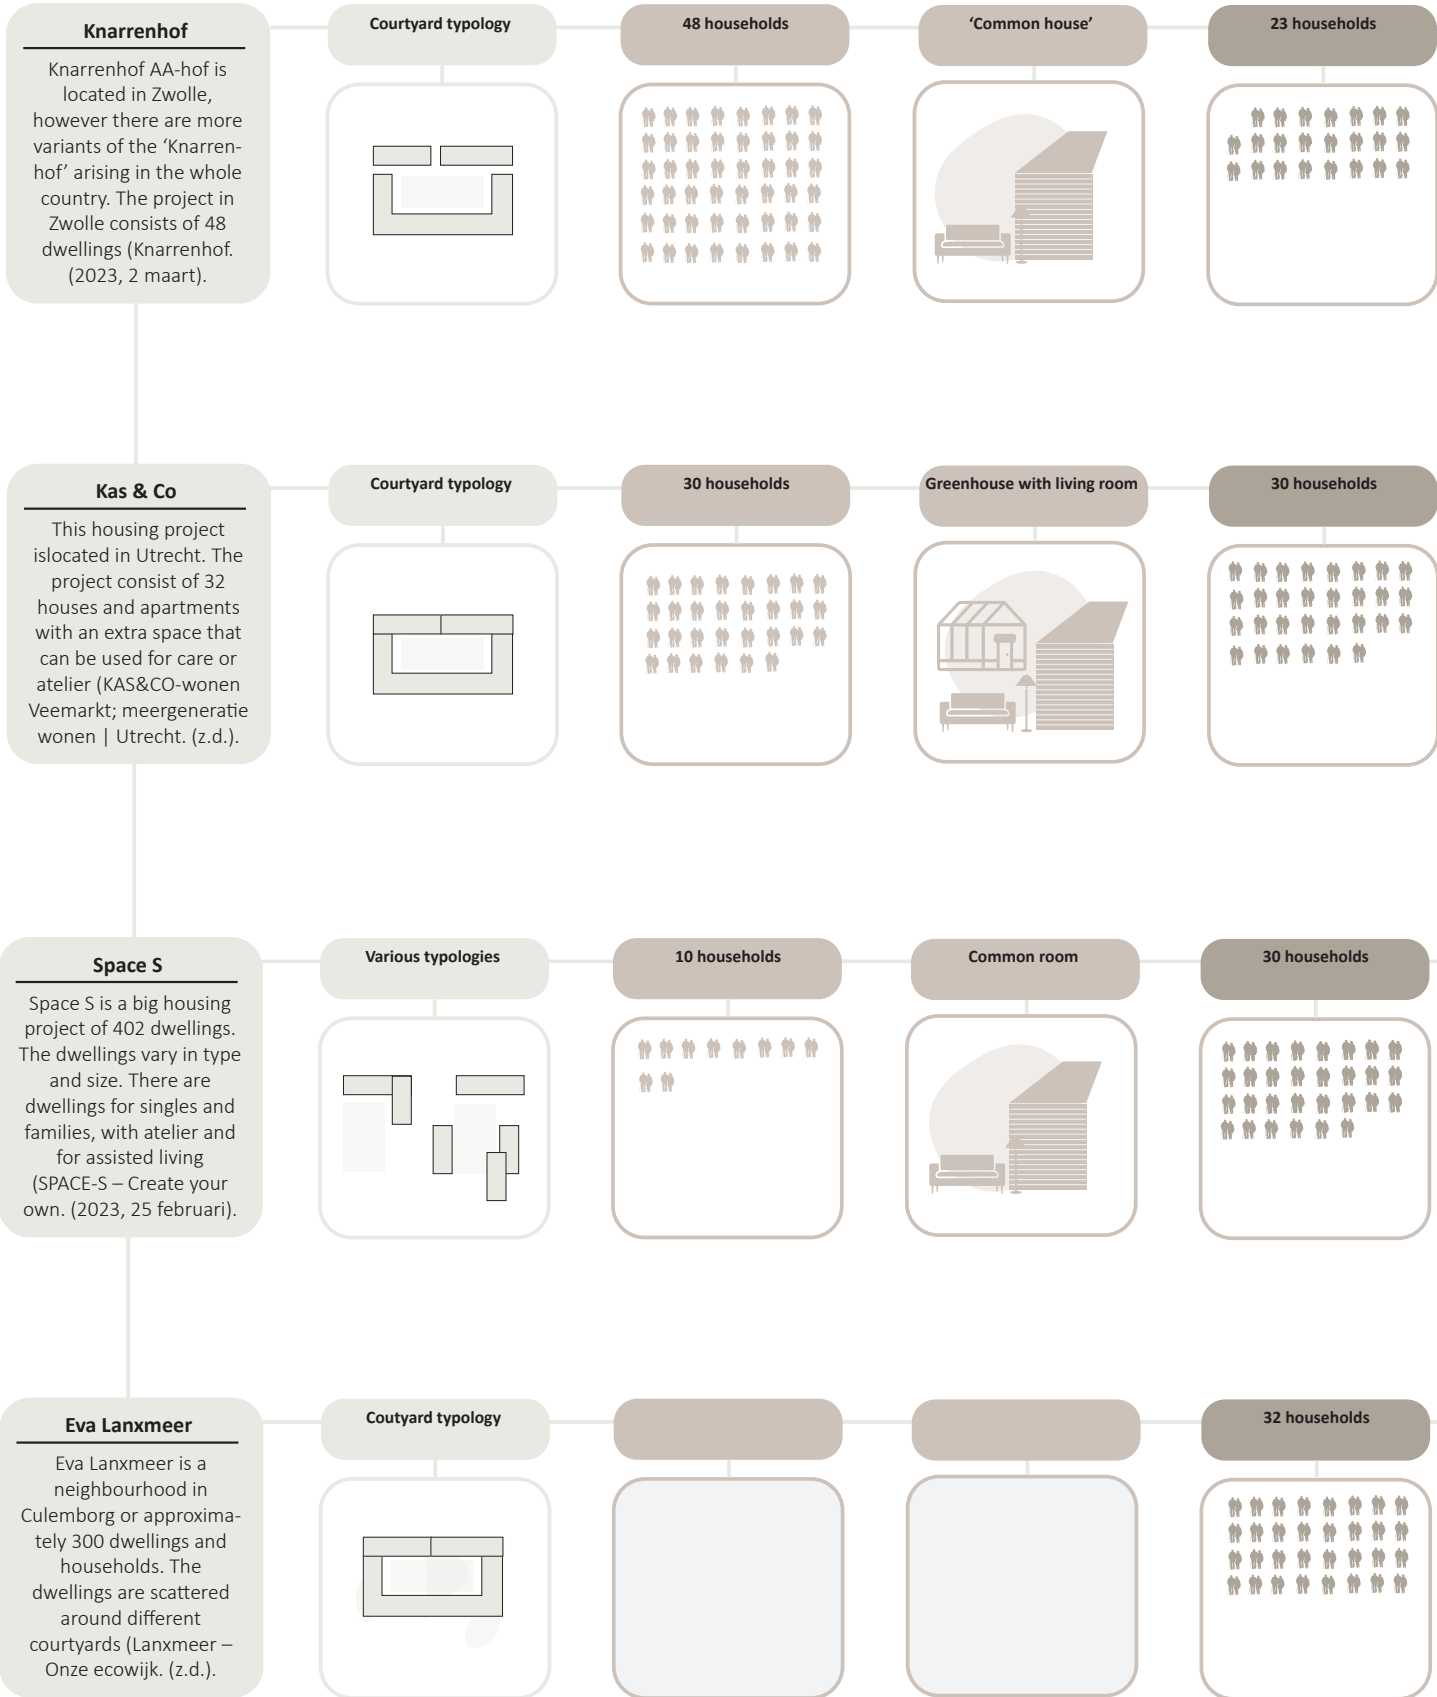 Knarrenhof
Knarrenhof AA-hof is
located in Zwolle,
however there are more
variants of the ‘Knarren-
hof’ arising in the whole
country. The project in
Zwolle consists of 48
dwellings (Knarrenhof.
(2023, 2 maart).
Courtyard typology
48 households
‘Common house’
23 households
Kas & Co
This housing project
islocated in Utrecht. The
project consist of 32
houses and apartments
with an extra space that
can be used for care or
atelier (KAS&CO-wonen
Veemarkt; meergeneratie
wonen | Utrecht. (z.d.).
Courtyard typology
30 households
Greenhouse with living room
30 households
Space S
Space S is a big housing
project of 402 dwellings.
The dwellings vary in type
and size. There are
dwellings for singles and
families, with atelier and
for assisted living
(SPACE-S – Create your
own. (2023, 25 februari).
Various typologies
10 households
Common room
30 households
Eva Lanxmeer
Eva Lanxmeer is a
neighbourhood in
Culemborg or approxima-
tely 300 dwellings and
households. The
dwellings are scattered
around different
courtyards (Lanxmeer –
Onze ecowijk. (z.d.).
Coutyard typology
32 households